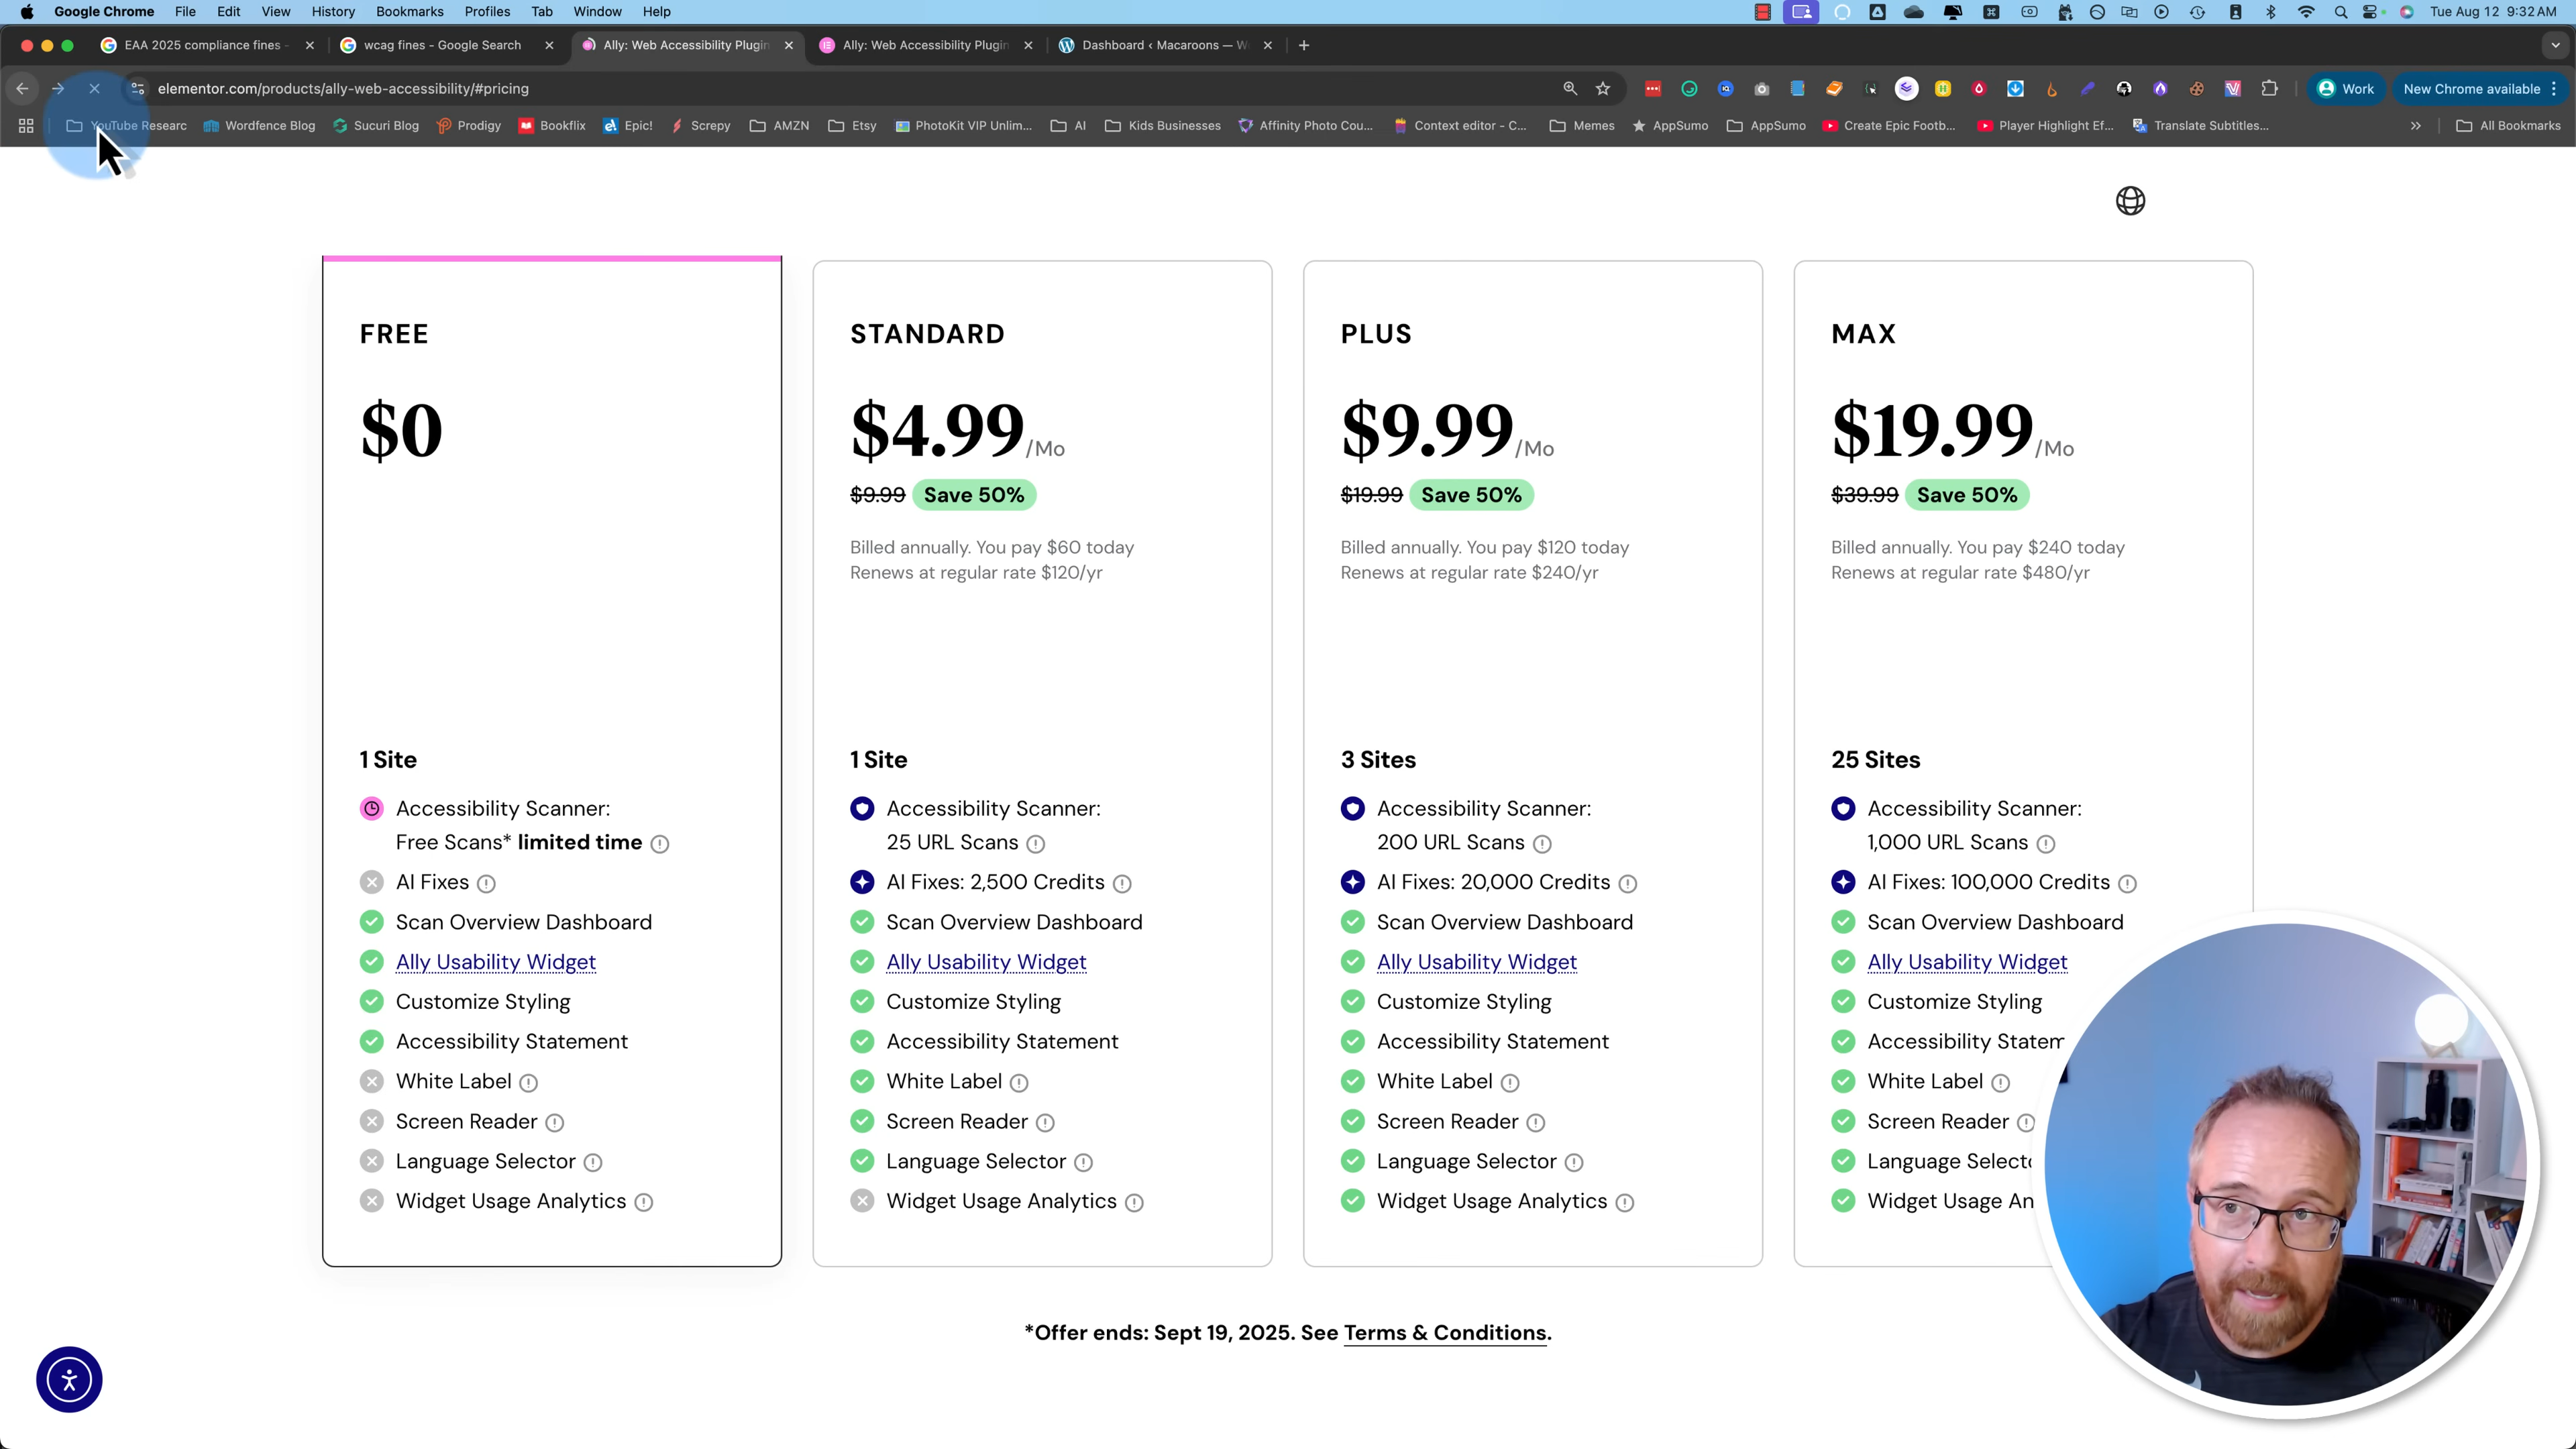 Google Chrome File Edit View History Bookmarks Profiles Tab Window Help Tue Aug 12 9:32 AM
EAA 2025 compliance fines - wcag fines - Google Search Ally: Web Accessibility Plugin Ally: Web Accessibility Plugin Dashboard ‹ Macaroons — W
elementor.com/products/ally-web-accessibility/#pricing Work New Chrome available
YouTube Researc Wordfence Blog Sucuri Blog Prodigy Bookflix Epic! Screpy AMZN Etsy PhotoKit VIP Unlim... AI Kids Businesses Affinity Photo Cou... Context editor - C... Memes AppSumo AppSumo Create Epic Footb... Player Highlight Ef... Translate Subtitles... All Bookmarks
FREE
$0
1 Site
Accessibility Scanner:
Free Scans* limited time
AI Fixes
Scan Overview Dashboard
Ally Usability Widget
Customize Styling
Accessibility Statement
White Label
Screen Reader
Language Selector
Widget Usage Analytics
STANDARD
$4.99/Mo
$9.99 Save 50%
Billed annually. You pay $60 today
Renews at regular rate $120/yr
1 Site
Accessibility Scanner:
25 URL Scans
AI Fixes: 2,500 Credits
Scan Overview Dashboard
Ally Usability Widget
Customize Styling
Accessibility Statement
White Label
Screen Reader
Language Selector
Widget Usage Analytics
PLUS
$9.99/Mo
$19.99 Save 50%
Billed annually. You pay $120 today
Renews at regular rate $240/yr
3 Sites
Accessibility Scanner:
200 URL Scans
AI Fixes: 20,000 Credits
Scan Overview Dashboard
Ally Usability Widget
Customize Styling
Accessibility Statement
White Label
Screen Reader
Language Selector
Widget Usage Analytics
MAX
$19.99/Mo
$39.99 Save 50%
Billed annually. You pay $240 today
Renews at regular rate $480/yr
25 Sites
Accessibility Scanner:
1,000 URL Scans
AI Fixes: 100,000 Credits
Scan Overview Dashboard
Ally Usability Widget
Customize Styling
Accessibility Statem
White Label
Screen Reader
Language Selecto
Widget Usage An
*Offer ends: Sept 19, 2025. See Terms & Conditions.